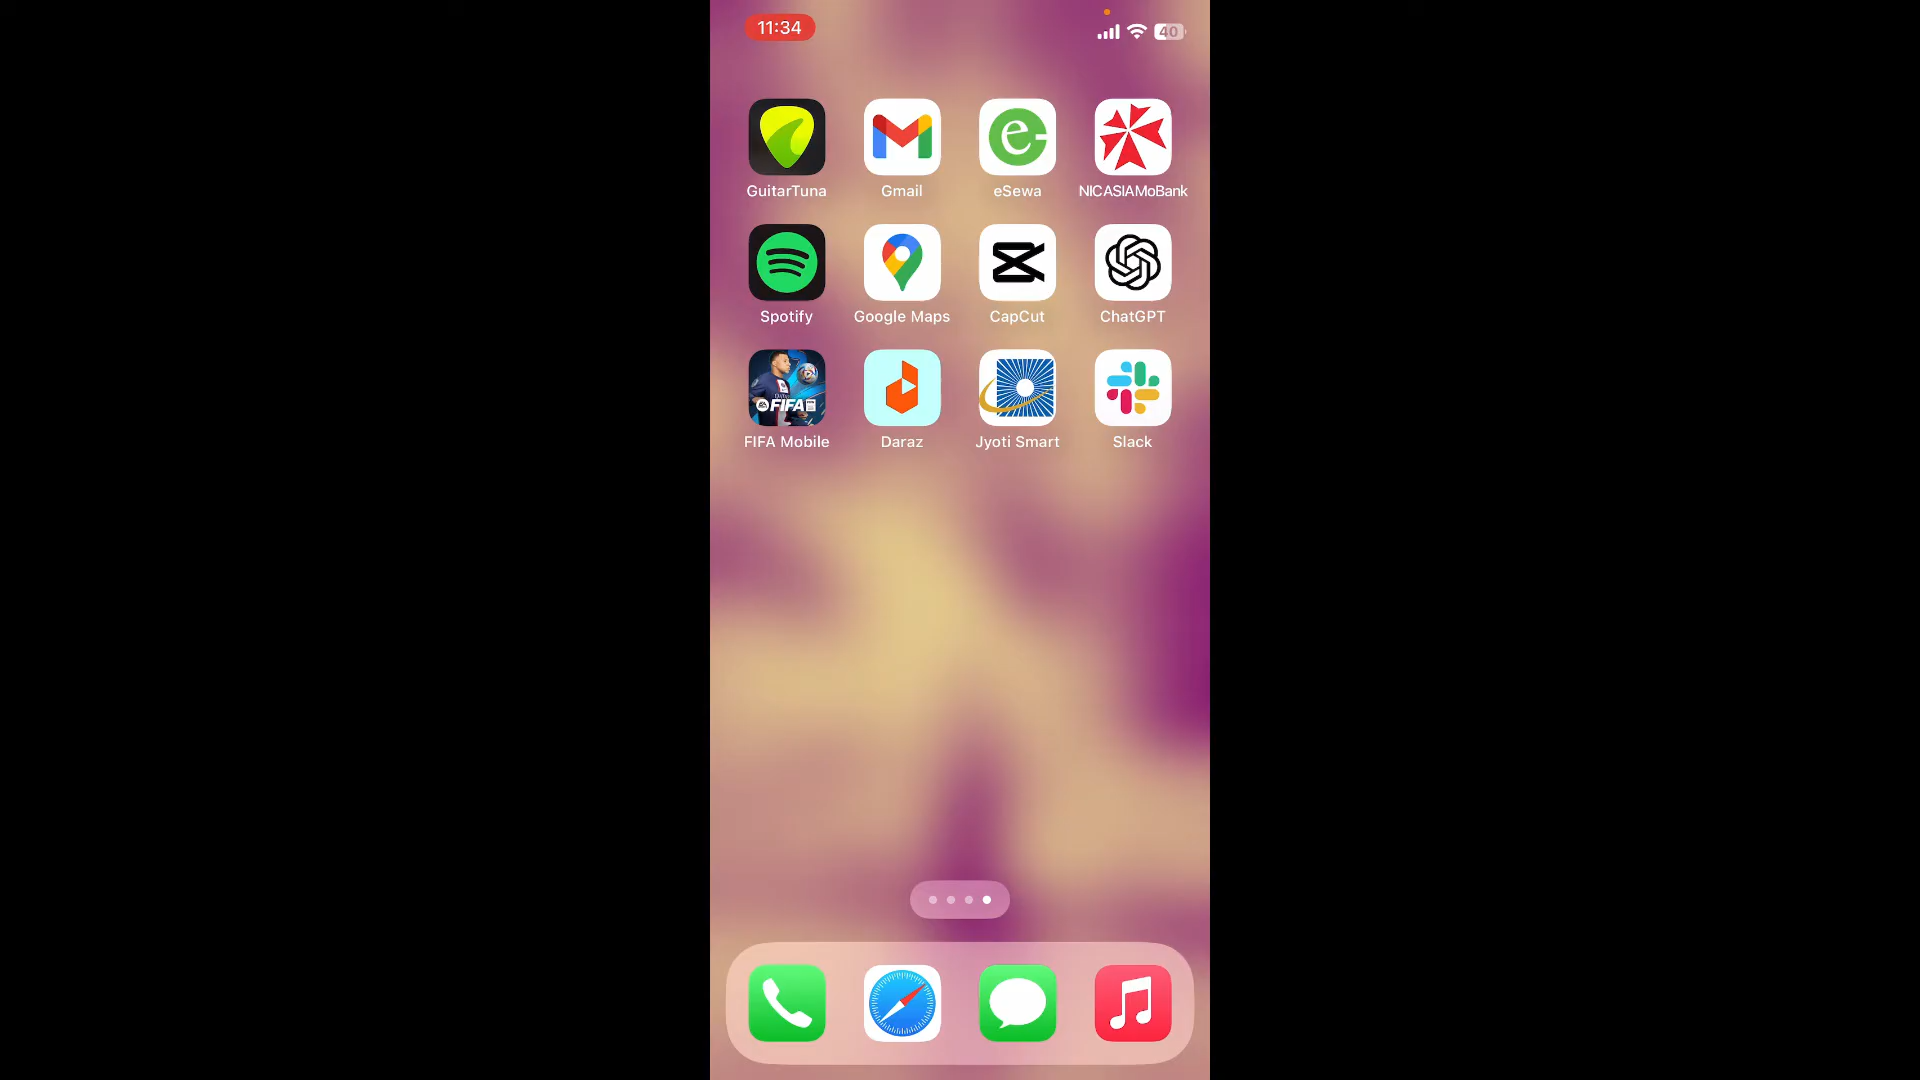 11:34
40
GuitarTuna
Gmail
eSewa
NICASIAMoBank
Spotify
Google Maps
CapCut
ChatGPT
FIFA
FIFA Mobile
Daraz
Jyoti Smart
Slack